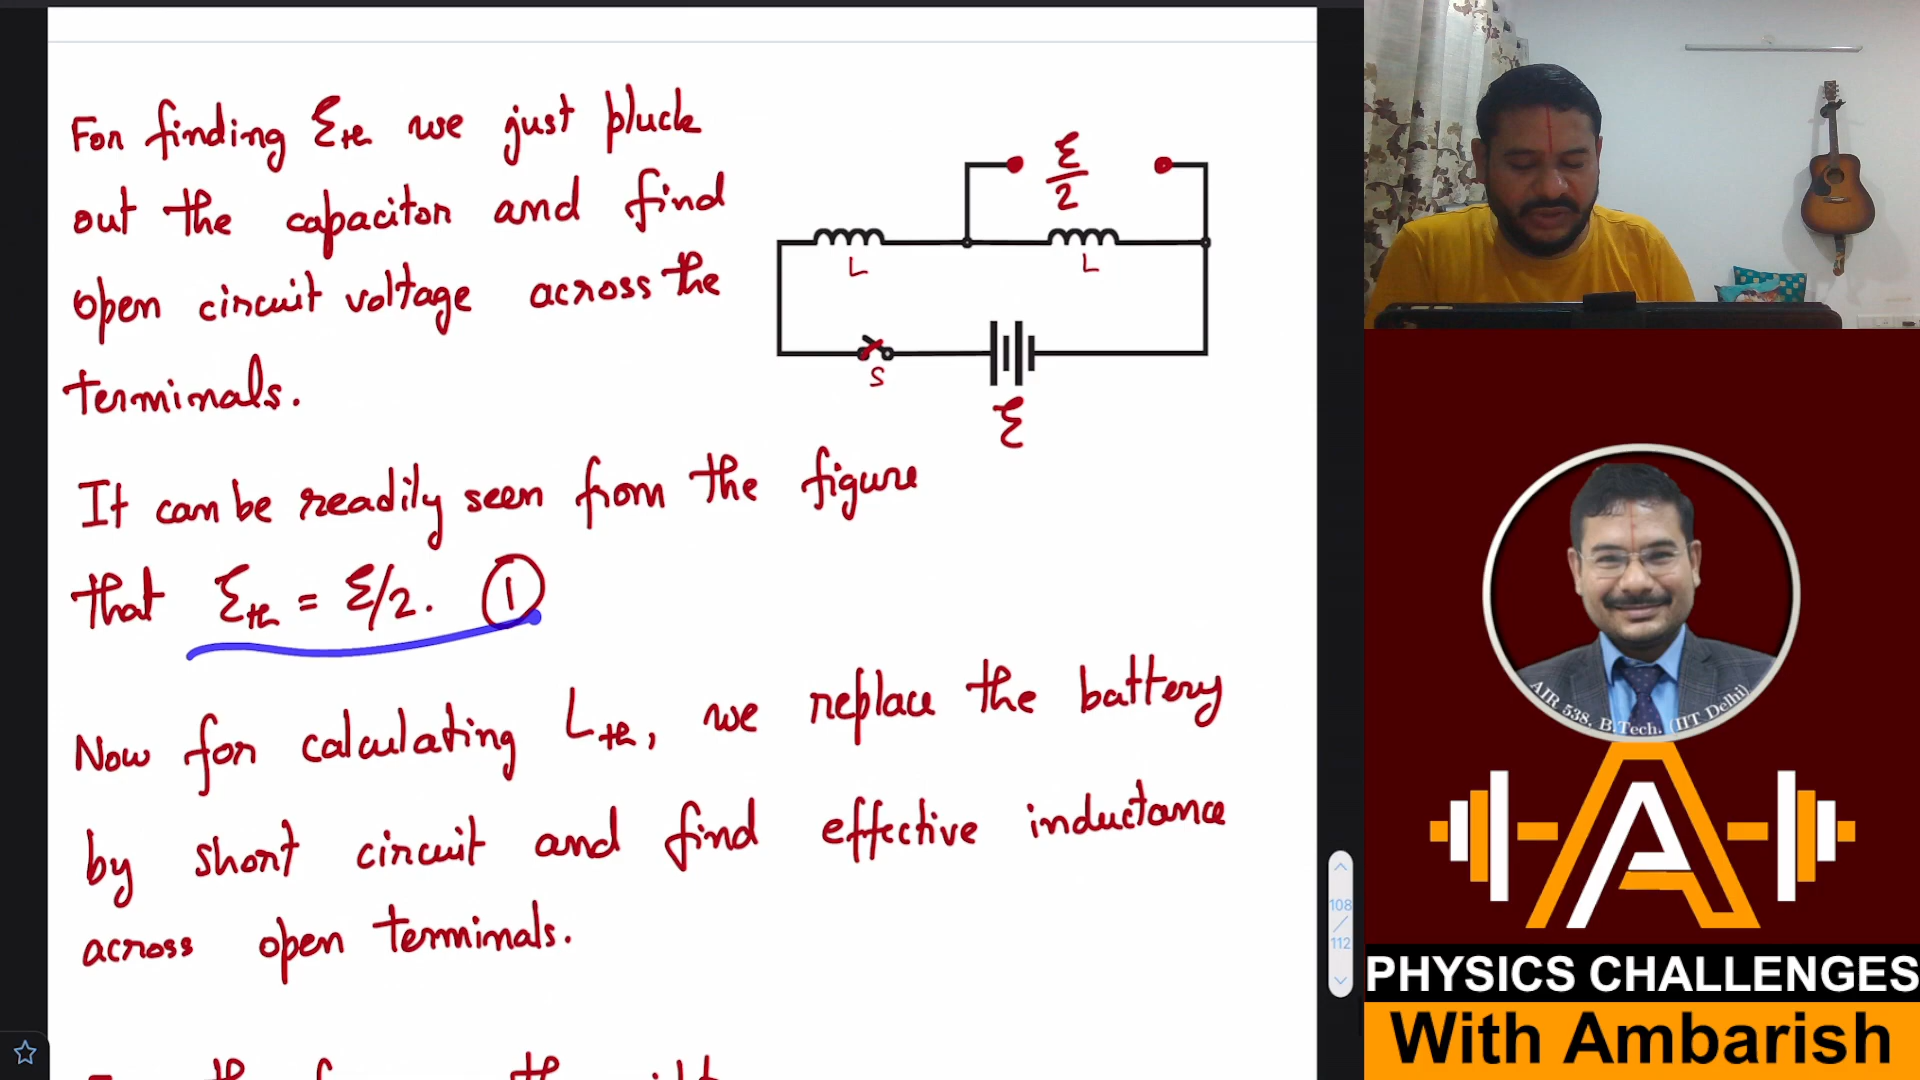 For finding Ɛth we just pluck
out the capacitor and find
open circuit voltage across the
terminals.
Ɛ
2
L
L
S
Ɛ
It can be readily seen from the figure
that Ɛth = Ɛ/2. 1
Now for calculating Lth, we replace the battery
by short circuit and find effective inductance
across open terminals.
108
/
112
AIR 538, B.Tech. (IIT Delhi)
A
PHYSICS CHALLENGES
With Ambarish